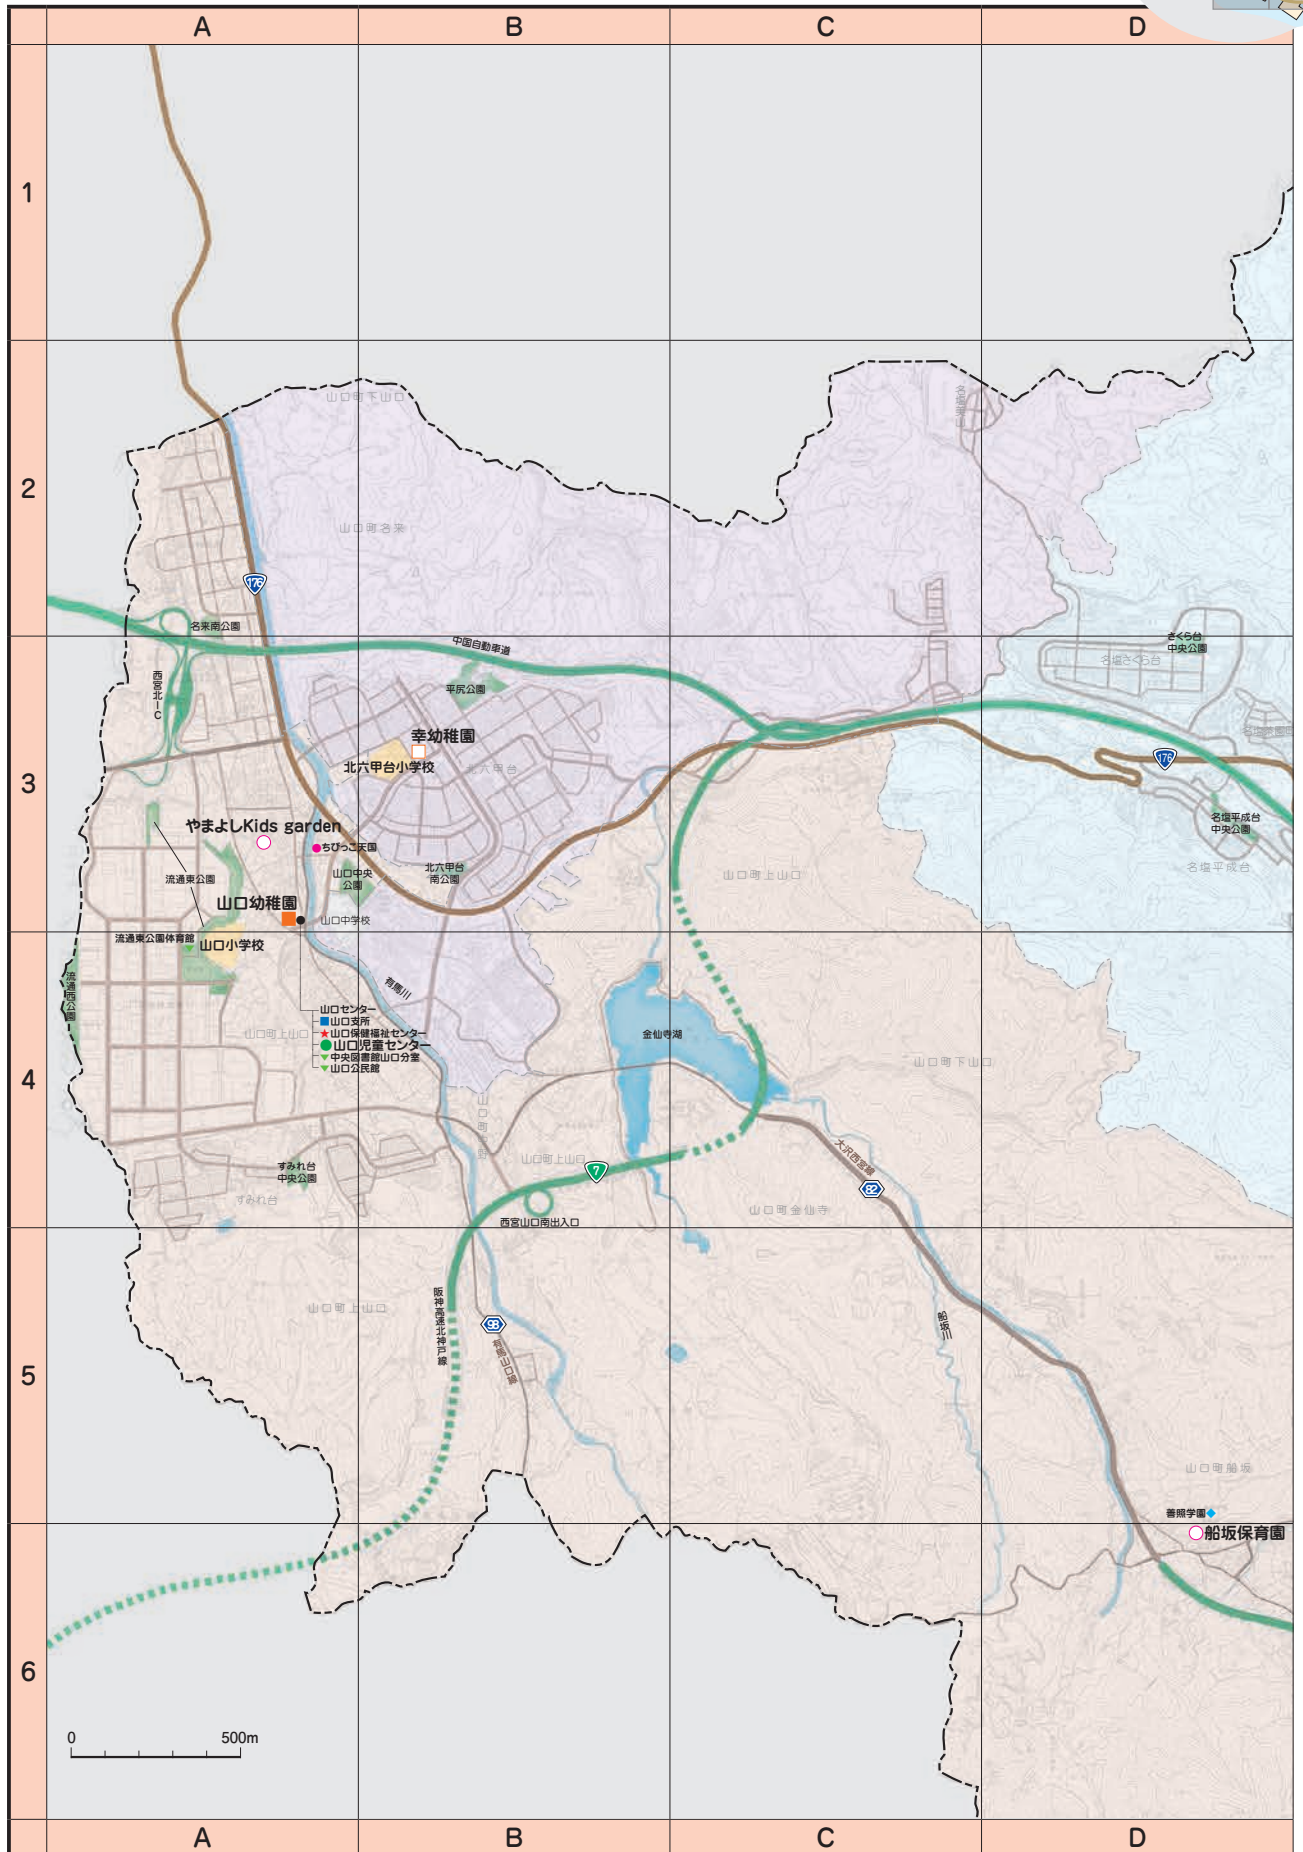 A
B
C
D
1
2
3
4
5
6
山口町下山口
名塩美山
山口町名来
176
名来南公園
中国自動車道
さくら台
中央公園
名塩さくら台
西宮北IC
平尻公園
幸幼稚園
北六甲台小学校
北六甲台
176
名塩平成台
中央公園
名塩平成台
やまよしKids garden
ちびっこ天国
山口中央
公園
北六甲台
南公園
流通東公園
山口町上山口
山口幼稚園
山口中学校
流通東公園体育館
山口小学校
流通西公園
有馬川
山口センター
山口支所
山口保健福祉センター
山口児童センター
中央図書館山口分室
山口公民館
山口町上山口
金仙寺湖
山口町下山口
山口町中野
すみれ台
中央公園
すみれ台
山口町上山口
7
大沢西宮線
82
西宮山口南出入口
山口町金仙寺
山口町上山口
阪神高速北神戸線
98
有馬山口線
船坂川
山口町船坂
善照学園
船坂保育園
0
500m
A
B
C
D